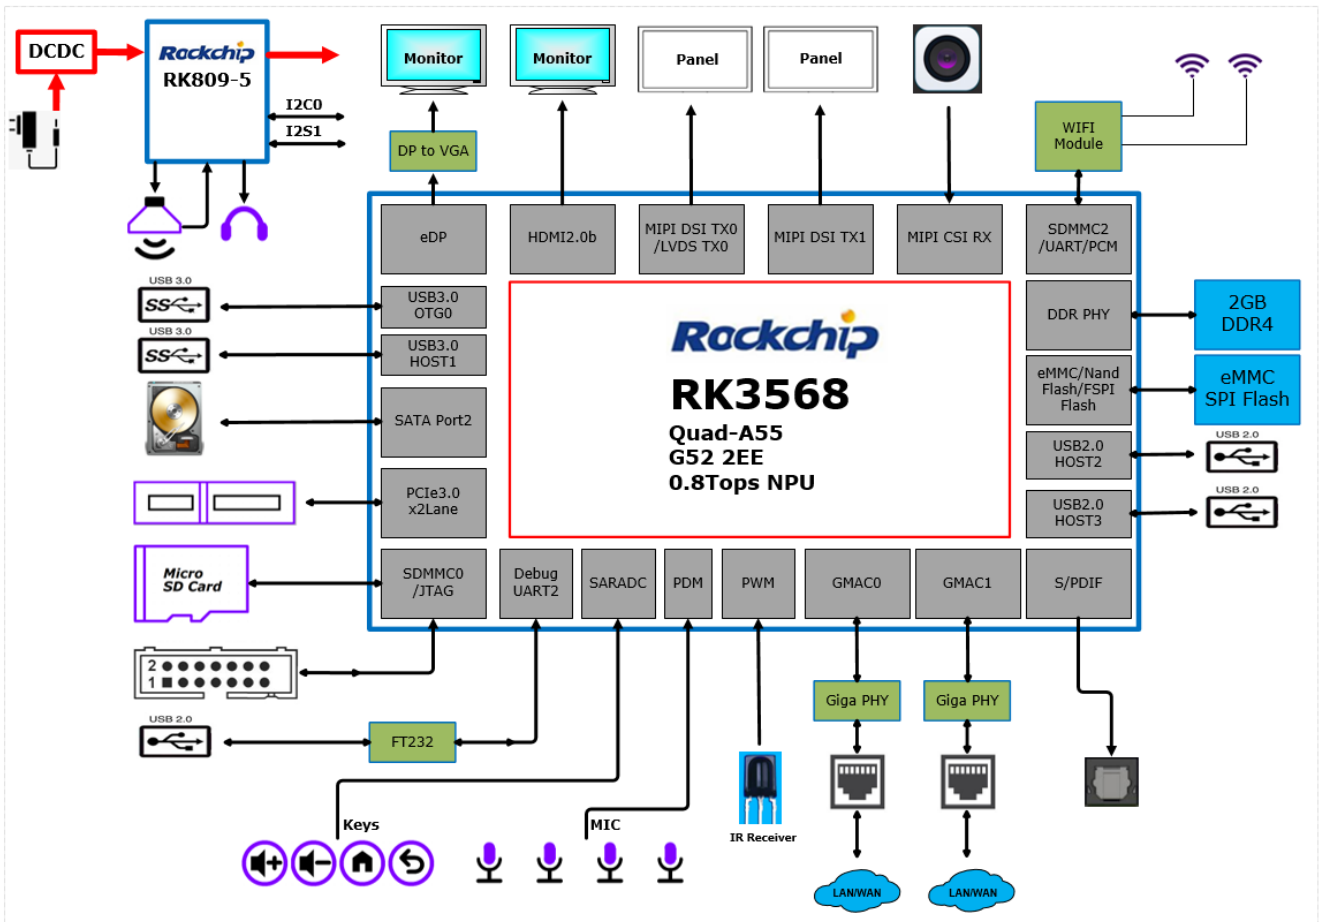 DCDC
Rockchip
RK809-5
I2C0
I2S1
Monitor
Monitor
Panel
Panel
DP to VGA
WIFI
Module
eDP
HDMI2.0b
MIPI DSI TX0
/LVDS TX0
MIPI DSI TX1
MIPI CSI RX
SDMMC2
/UART/PCM
USB 3.0
SS
USB3.0
OTG0
USB 3.0
SS
USB3.0
HOST1
SATA Port2
PCIe3.0
x2Lane
Micro
SD Card
SDMMC0
/JTAG
Rockchip
RK3568
Quad-A55
G52 2EE
0.8Tops NPU
DDR PHY
2GB
DDR4
eMMC/Nand
Flash/FSPI
Flash
eMMC
SPI Flash
USB2.0
HOST2
USB 2.0
USB2.0
HOST3
USB 2.0
Debug
UART2
SARADC
PDM
PWM
GMAC0
GMAC1
S/PDIF
2
1
USB 2.0
FT232
Giga PHY
Giga PHY
Keys
MIC
IR Receiver
LAN/WAN
LAN/WAN